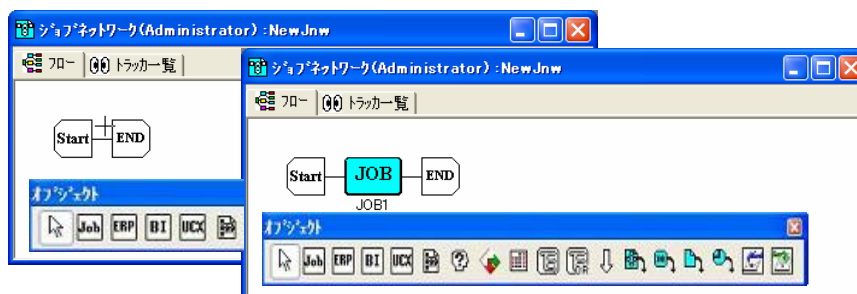 ｼﾞｮﾌﾞﾈｯﾄﾜｰｸ(Administrator):NewJnw
ﾌﾛｰ ﾄﾗｯｶ一覧
Start END
ｵﾌﾞｼﾞｪｸﾄ
Job ERP BI UCX
ｼﾞｮﾌﾞﾈｯﾄﾜｰｸ(Administrator):NewJnw
ﾌﾛｰ ﾄﾗｯｶ一覧
Start JOB END
JOB1
ｵﾌﾞｼﾞｪｸﾄ
Job ERP BI UCX